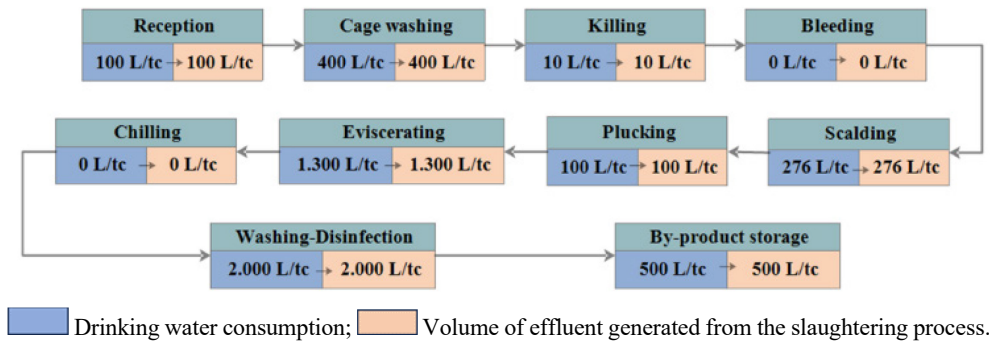 Reception
100 L/tc → 100 L/tc
Cage washing
400 L/tc → 400 L/tc
Killing
10 L/tc → 10 L/tc
Bleeding
0 L/tc → 0 L/tc
Scalding
276 L/tc → 276 L/tc
Plucking
100 L/tc → 100 L/tc
Eviscerating
1.300 L/tc → 1.300 L/tc
Chilling
0 L/tc → 0 L/tc
Washing-Disinfection
2.000 L/tc → 2.000 L/tc
By-product storage
500 L/tc → 500 L/tc
Drinking water consumption; Volume of effluent generated from the slaughtering process.